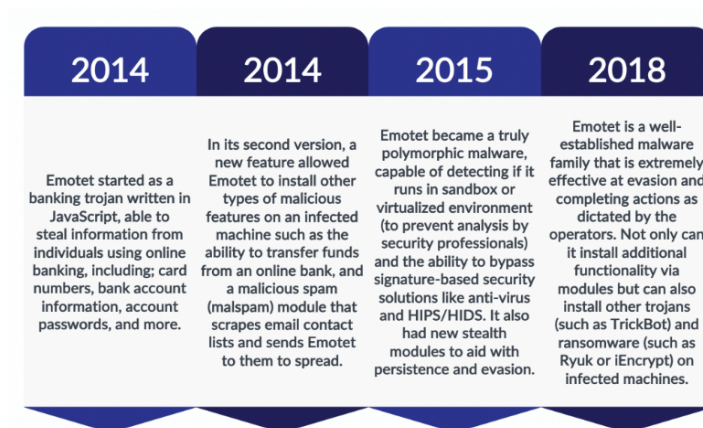 2014
Emotet started as a
banking trojan written in
JavaScript, able to
steal information from
individuals using online
banking, including; card
numbers, bank account
information, account
passwords, and more.
2014
In its second version, a
new feature allowed
Emotet to install other
types of malicious
features on an infected
machine such as the
ability to transfer funds
from an online bank, and
a malicious spam
(malspam) module that
scrapes email contact
lists and sends Emotet
to them to spread.
2015
Emotet became a truly
polymorphic malware,
capable of detecting if it
runs in sandbox or
virtualized environment
(to prevent analysis by
security professionals)
and the ability to bypass
signature-based security
solutions like anti-virus
and HIPS/HIDS. It also
had new stealth
modules to aid with
persistence and evasion.
2018
Emotet is a well-
established malware
family that is extremely
effective at evasion and
completing actions as
dictated by the
operators. Not only can
it install additional
functionality via
modules but can also
install other trojans
(such as TrickBot) and
ransomware (such as
Ryuk or iEncrypt) on
infected machines.